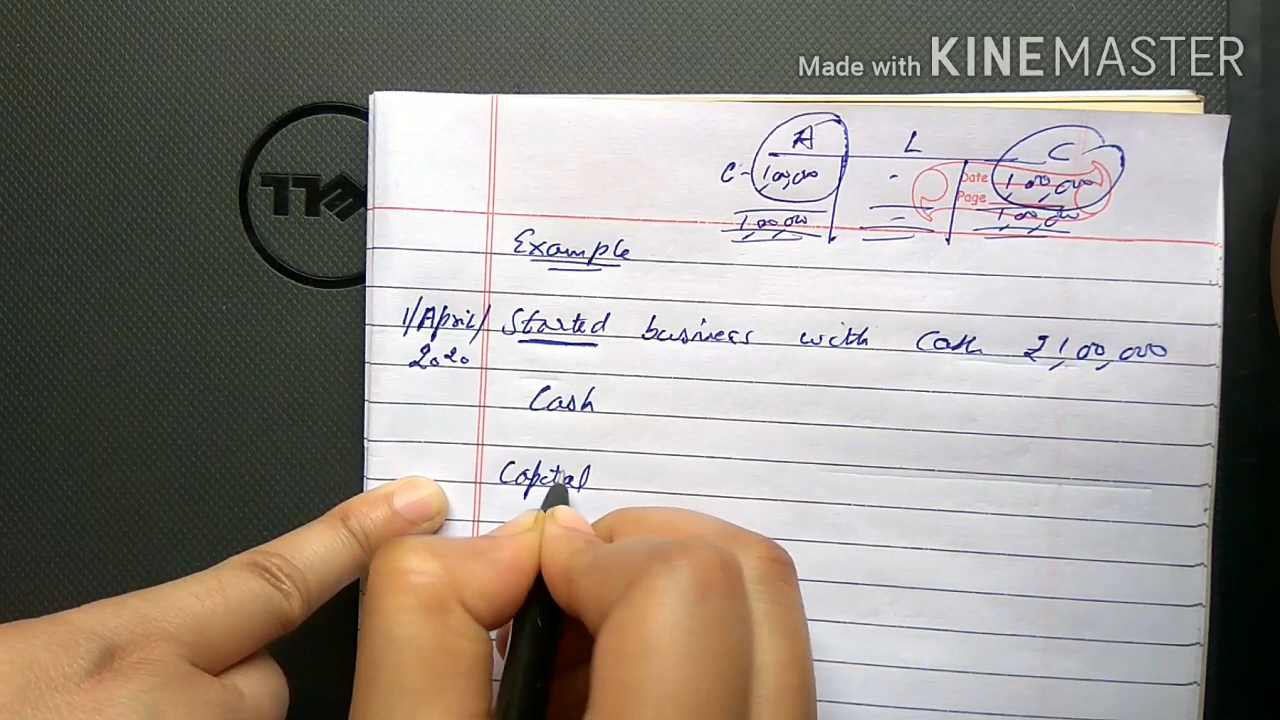 Made with KINEMASTER
DELL
A L C
C - 1,00,000 - 1,00,000
Date
Page
1,00,000 - 1,00,000
Example
1/April/ Started business with Cash ₹1,00,000
2020
Cash
Capital